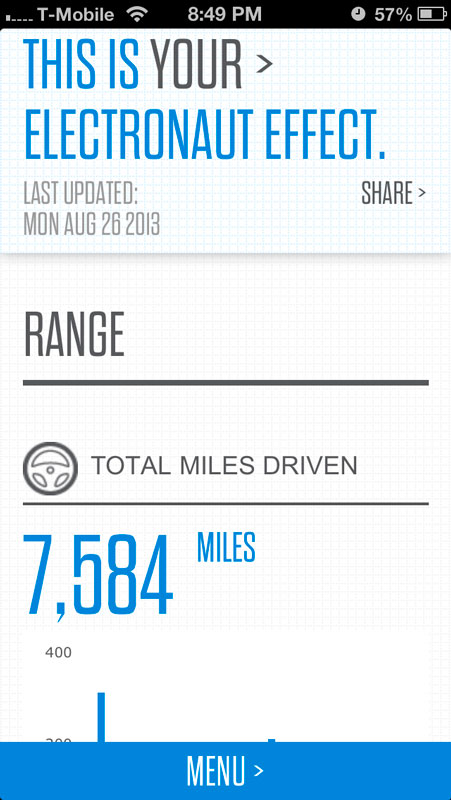 T-Mobile 8:49 PM 57%
THIS IS YOUR >
ELECTRONAUT EFFECT.
LAST UPDATED: SHARE >
MON AUG 26 2013
RANGE
TOTAL MILES DRIVEN
7,584 MILES
400
MENU >